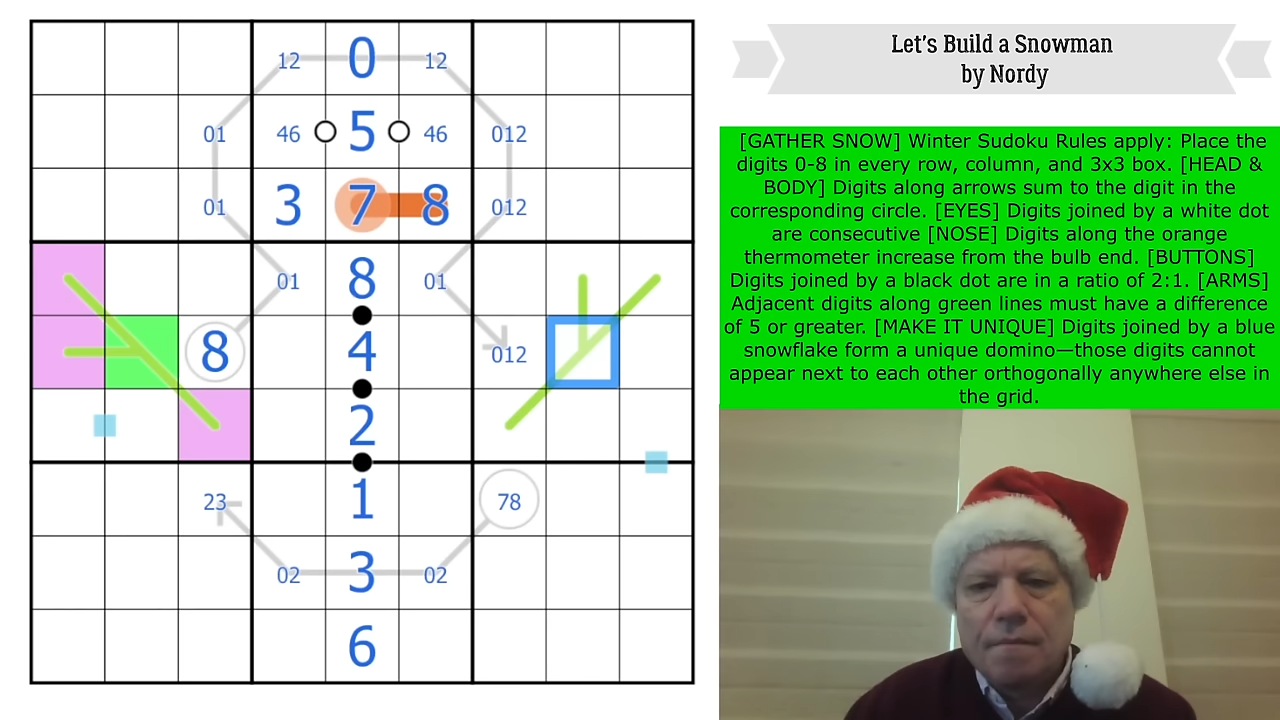 Let's Build a Snowman
by Nordy
[GATHER SNOW] Winter Sudoku Rules apply: Place the
digits 0-8 in every row, column, and 3x3 box. [HEAD &
BODY] Digits along arrows sum to the digit in the
corresponding circle. [EYES] Digits joined by a white dot
are consecutive [NOSE] Digits along the orange
thermometer increase from the bulb end. [BUTTONS]
Digits joined by a black dot are in a ratio of 2:1. [ARMS]
Adjacent digits along green lines must have a difference
of 5 or greater. [MAKE IT UNIQUE] Digits joined by a blue
snowflake form a unique domino—those digits cannot
appear next to each other orthogonally anywhere else in
the grid.
12 0 12
01 46 5 46 012
01 3 7 8 012
01 8 01
8 4 012
2
23 1 78
02 3 02
6